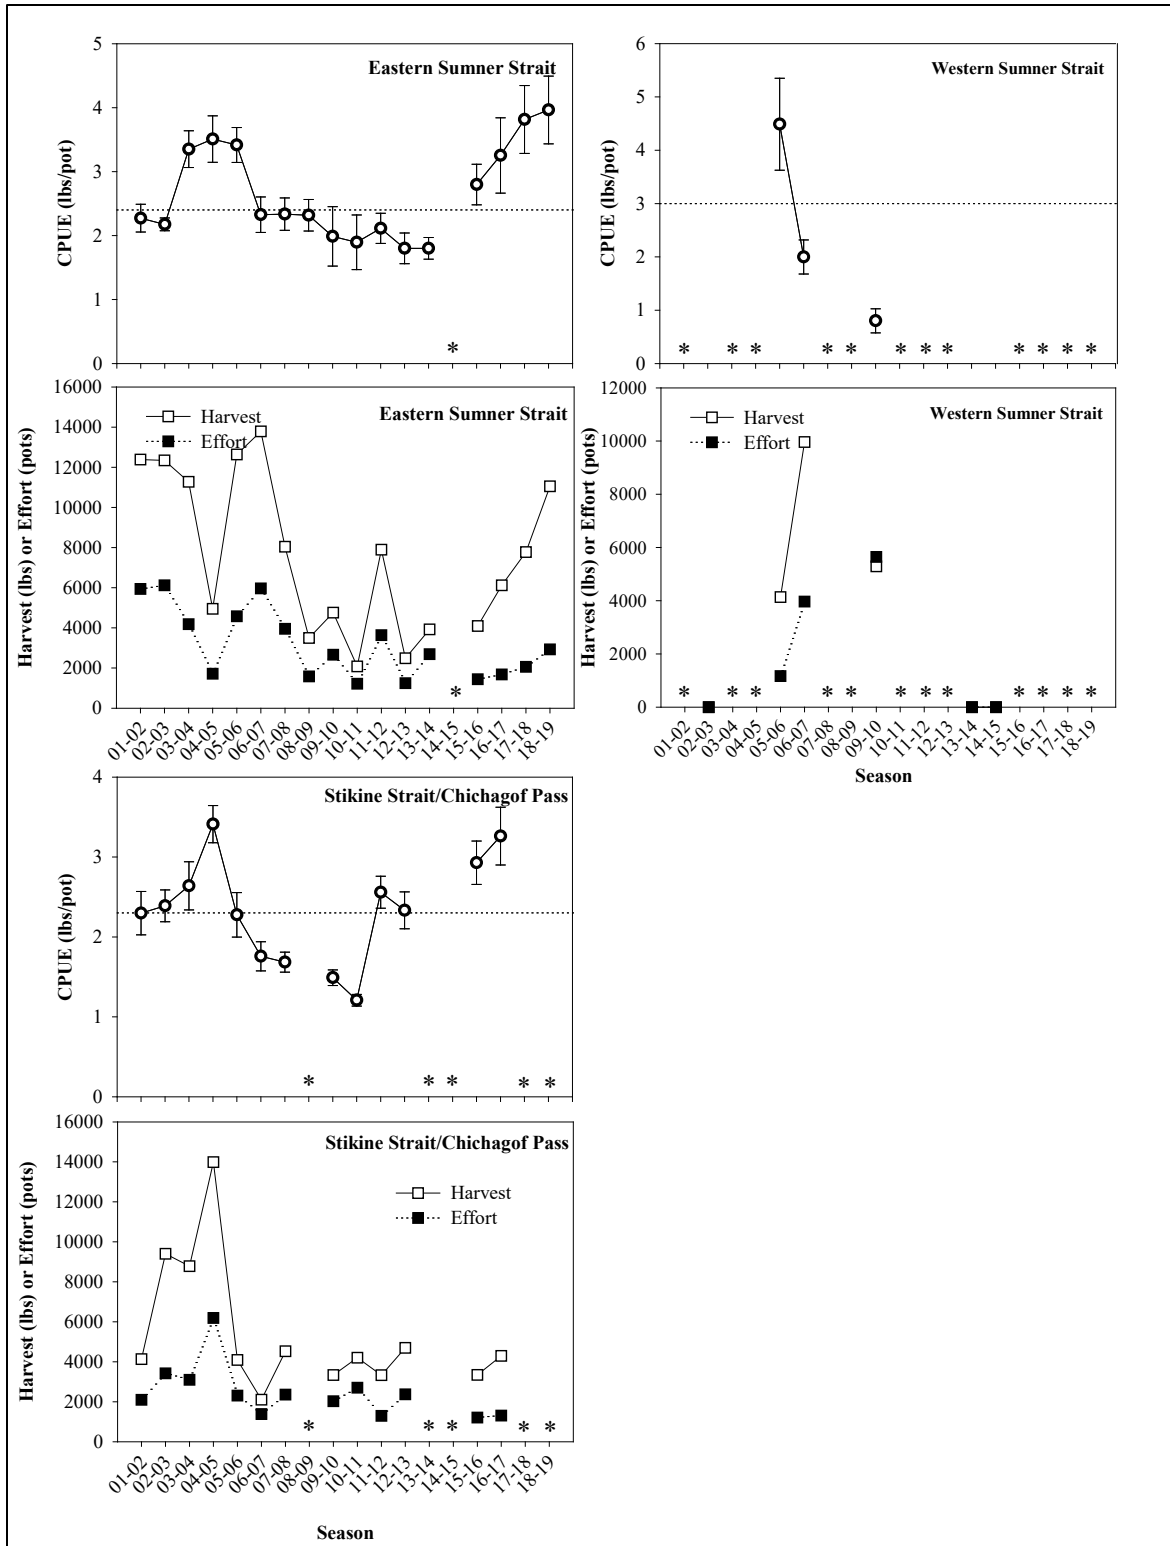 Eastern Sumner Strait
CPUE (lbs/pot)
5
4
3
2
1
0
*
Western Sumner Strait
CPUE (lbs/pot)
6
5
4
3
2
1
0
* * * * * * * * * * * *
Eastern Sumner Strait
Harvest (lbs) or Effort (pots)
16000
14000
12000
10000
8000
6000
4000
2000
0
Harvest
Effort
*
01-02 02-03 03-04 04-05 05-06 06-07 07-08 08-09 09-10 10-11 11-12 12-13 13-14 14-15 15-16 16-17 17-18 18-19
Western Sumner Strait
Harvest (lbs) or Effort (pots)
12000
10000
8000
6000
4000
2000
0
Harvest
Effort
* * * * * * * * * * * *
01-02 02-03 03-04 04-05 05-06 06-07 07-08 08-09 09-10 10-11 11-12 12-13 13-14 14-15 15-16 16-17 17-18 18-19
Season
Stikine Strait/Chichagof Pass
CPUE (lbs/pot)
4
3
2
1
0
* * * * *
Stikine Strait/Chichagof Pass
Harvest (lbs) or Effort (pots)
16000
14000
12000
10000
8000
6000
4000
2000
0
Harvest
Effort
* * * * *
01-02 02-03 03-04 04-05 05-06 06-07 07-08 08-09 09-10 10-11 11-12 12-13 13-14 14-15 15-16 16-17 17-18 18-19
Season